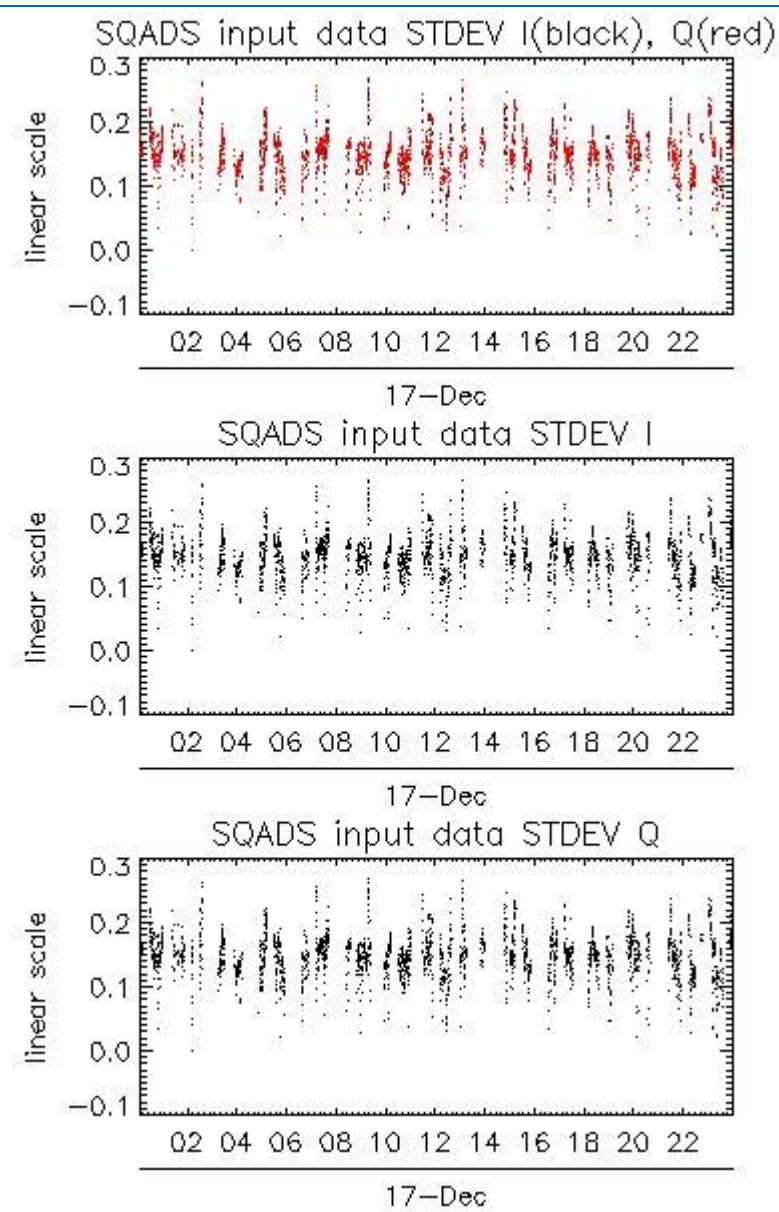 SQADS input data STDEV I(black), Q(red)
linear scale
0.3
0.2
0.1
0.0
−0.1
02 04 06 08 10 12 14 16 18 20 22
17−Dec
SQADS input data STDEV I
linear scale
0.3
0.2
0.1
0.0
−0.1
02 04 06 08 10 12 14 16 18 20 22
17−Dec
SQADS input data STDEV Q
linear scale
0.3
0.2
0.1
0.0
−0.1
02 04 06 08 10 12 14 16 18 20 22
17−Dec